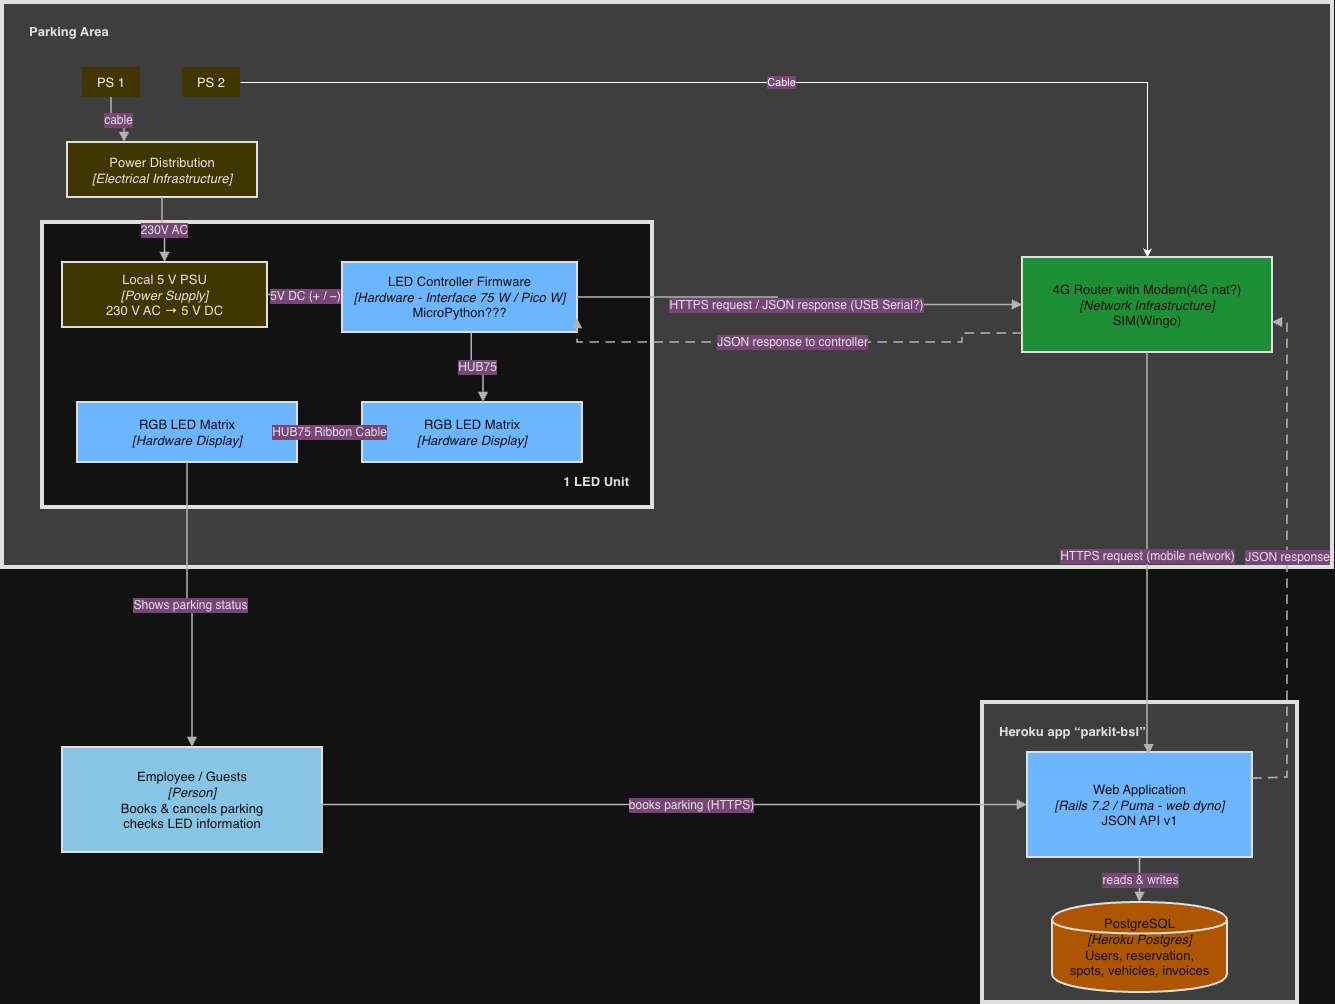 Parking Area
PS 1
PS 2
Cable
cable
Power Distribution
[Electrical Infrastructure]
230V AC
Local 5 V PSU
[Power Supply]
230 V AC → 5 V DC
5V DC (+ / −)
LED Controller Firmware
[Hardware - Interface 75 W / Pico W]
MicroPython???
HTTPS request / JSON response (USB Serial?)
JSON response to controller
4G Router with Modem(4G nat?)
[Network Infrastructure]
SIM(Wingo)
HUB75
RGB LED Matrix
[Hardware Display]
HUB75 Ribbon Cable
RGB LED Matrix
[Hardware Display]
1 LED Unit
HTTPS request (mobile network)
JSON response
Shows parking status
Heroku app “parkit-bsl”
Employee / Guests
[Person]
Books & cancels parking
checks LED information
books parking (HTTPS)
Web Application
[Rails 7.2 / Puma - web dyno]
JSON API v1
reads & writes
PostgreSQL
[Heroku Postgres]
Users, reservation,
spots, vehicles, invoices